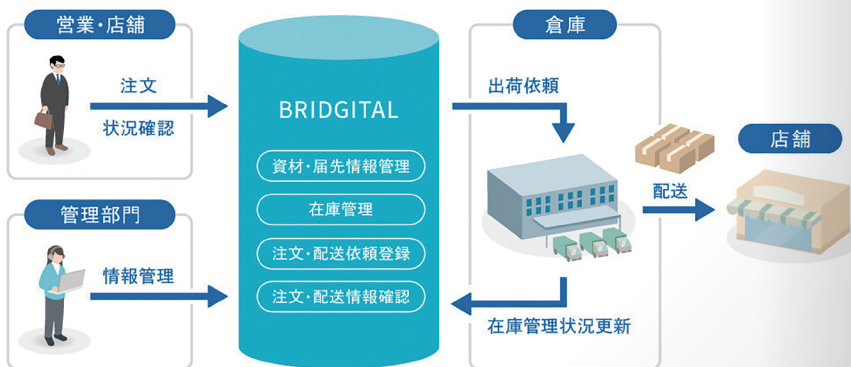 営業・店舗
注文
状況確認
管理部門
情報管理
BRIDGITAL
資材・届先情報管理
在庫管理
注文・配送依頼登録
注文・配送情報確認
倉庫
出荷依頼
在庫管理状況更新
配送
店舗